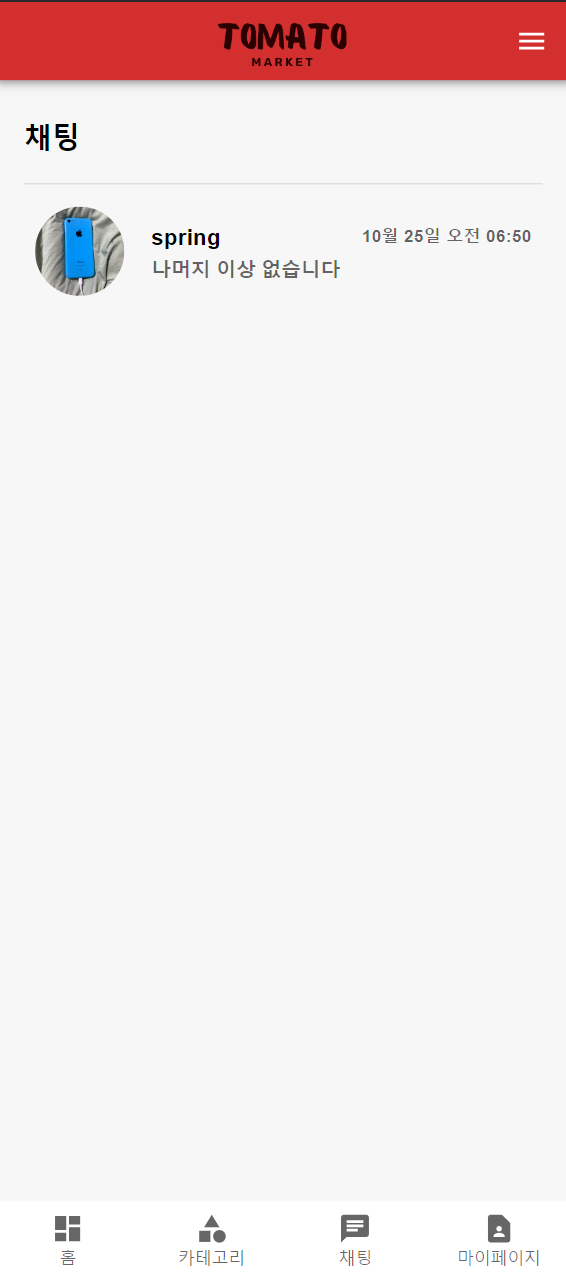 TOMATO
MARKET
채팅
spring
10월 25일 오전 06:50
나머지 이상 없습니다
홈
카테고리
채팅
마이페이지